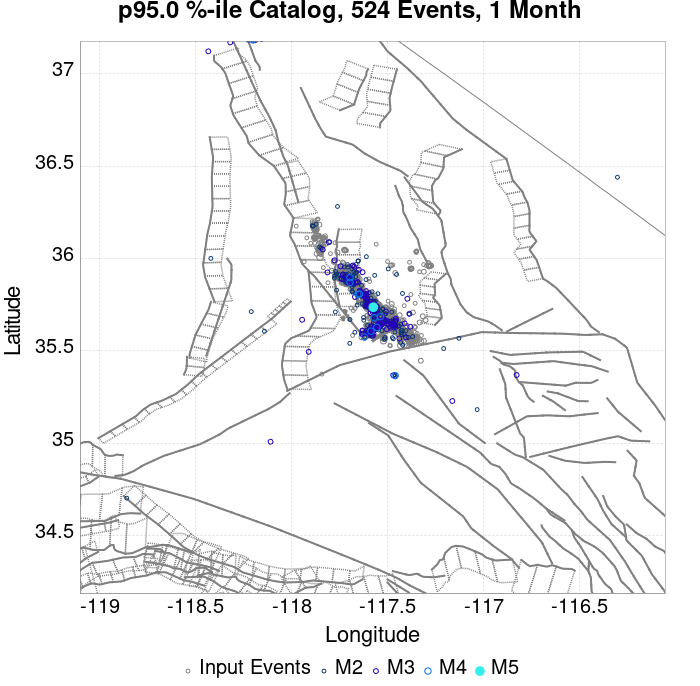 p95.0 %-ile Catalog, 524 Events, 1 Month
37
36.5
36
35.5
35
34.5
Latitude
-119 -118.5 -118 -117.5 -117 -116.5
Longitude
Input Events M2 M3 M4 M5